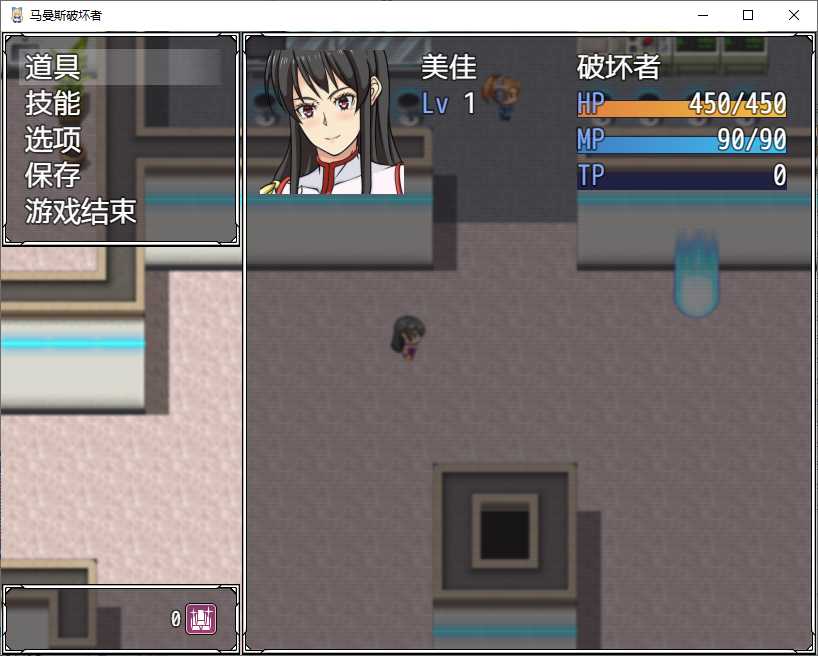 马曼斯破坏者
道具
技能
选项
保存
游戏结束
美佳
Lv 1
破坏者
HP 450/450
MP 90/90
TP 0
0